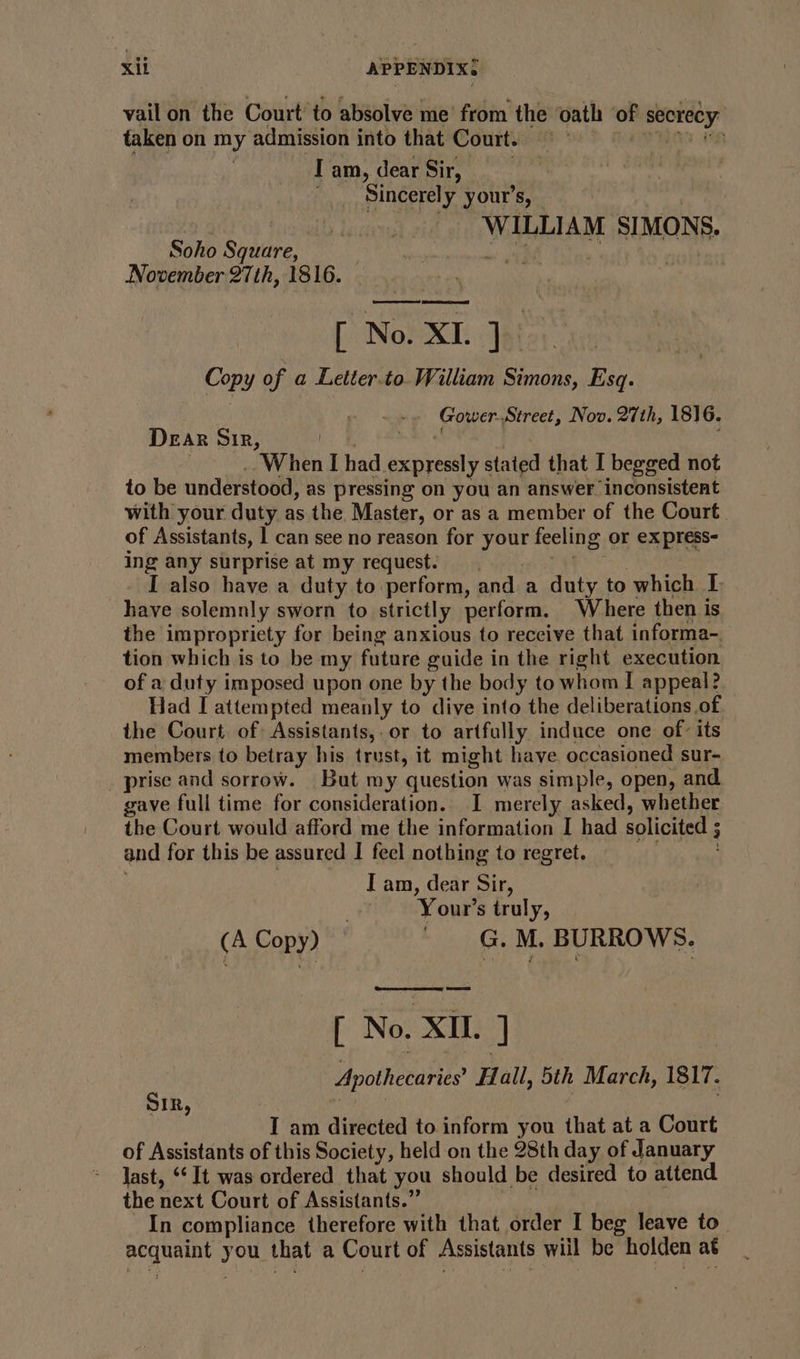 xii APPENDIX.
vail on the Court to absolve me from the oath of secrecy
taken on my admission into that Court.
I am, dear Sir,
Sincerely your's,
WILLIAM SIMONS.
Soho Square,
November 27th, 1816.
[ No. XI. ]
Copy of a Letter to William Simons, Esq.
Gower-Street, Nov. 27th, 1816.
DEAR SIR,
When I had expressly stated that I begged not
to be understood, as pressing on you an answer inconsistent
with your duty as the Master, or as a member of the Court
of Assistants, I can see no reason for your feeling or express-
ing any surprise at my request.
I also have a duty to perform, and a duty to which I
have solemnly sworn to strictly perform. Where then is
the impropriety for being anxious to receive that informa-
tion which is to be my future guide in the right execution
of a duty imposed upon one by the body to whom I appeal?
Had I attempted meanly to dive into the deliberations of
the Court of Assistants, or to artfully induce one of its
members to betray his trust, it might have occasioned sur-
prise and sorrow. But my question was simple, open, and
gave full time for consideration. I merely asked, whether
the Court would afford me the information I had solicited ;
and for this be assured I feel nothing to regret.
I am, dear Sir,
Your's truly,
(A Copy) G. M. BURROWS.
[ No. XII. ]
Apothecaries' Hall, 5th March, 1817.
SIR,
I am directed to inform you that at a Court
of Assistants of this Society, held on the 28th day of January
last, “It was ordered that you should be desired to attend
the next Court of Assistants.”
In compliance therefore with that order I beg leave to
acquaint you that a Court of Assistants will be holden at